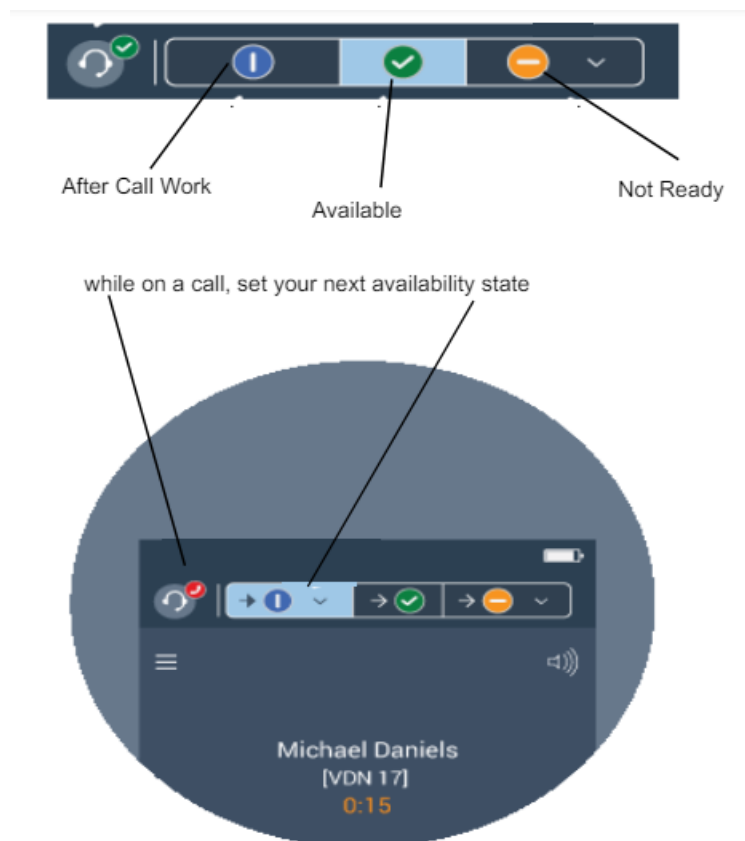 After Call Work
Available
Not Ready
while on a call, set your next availability state
Michael Daniels
[VDN 17]
0:15